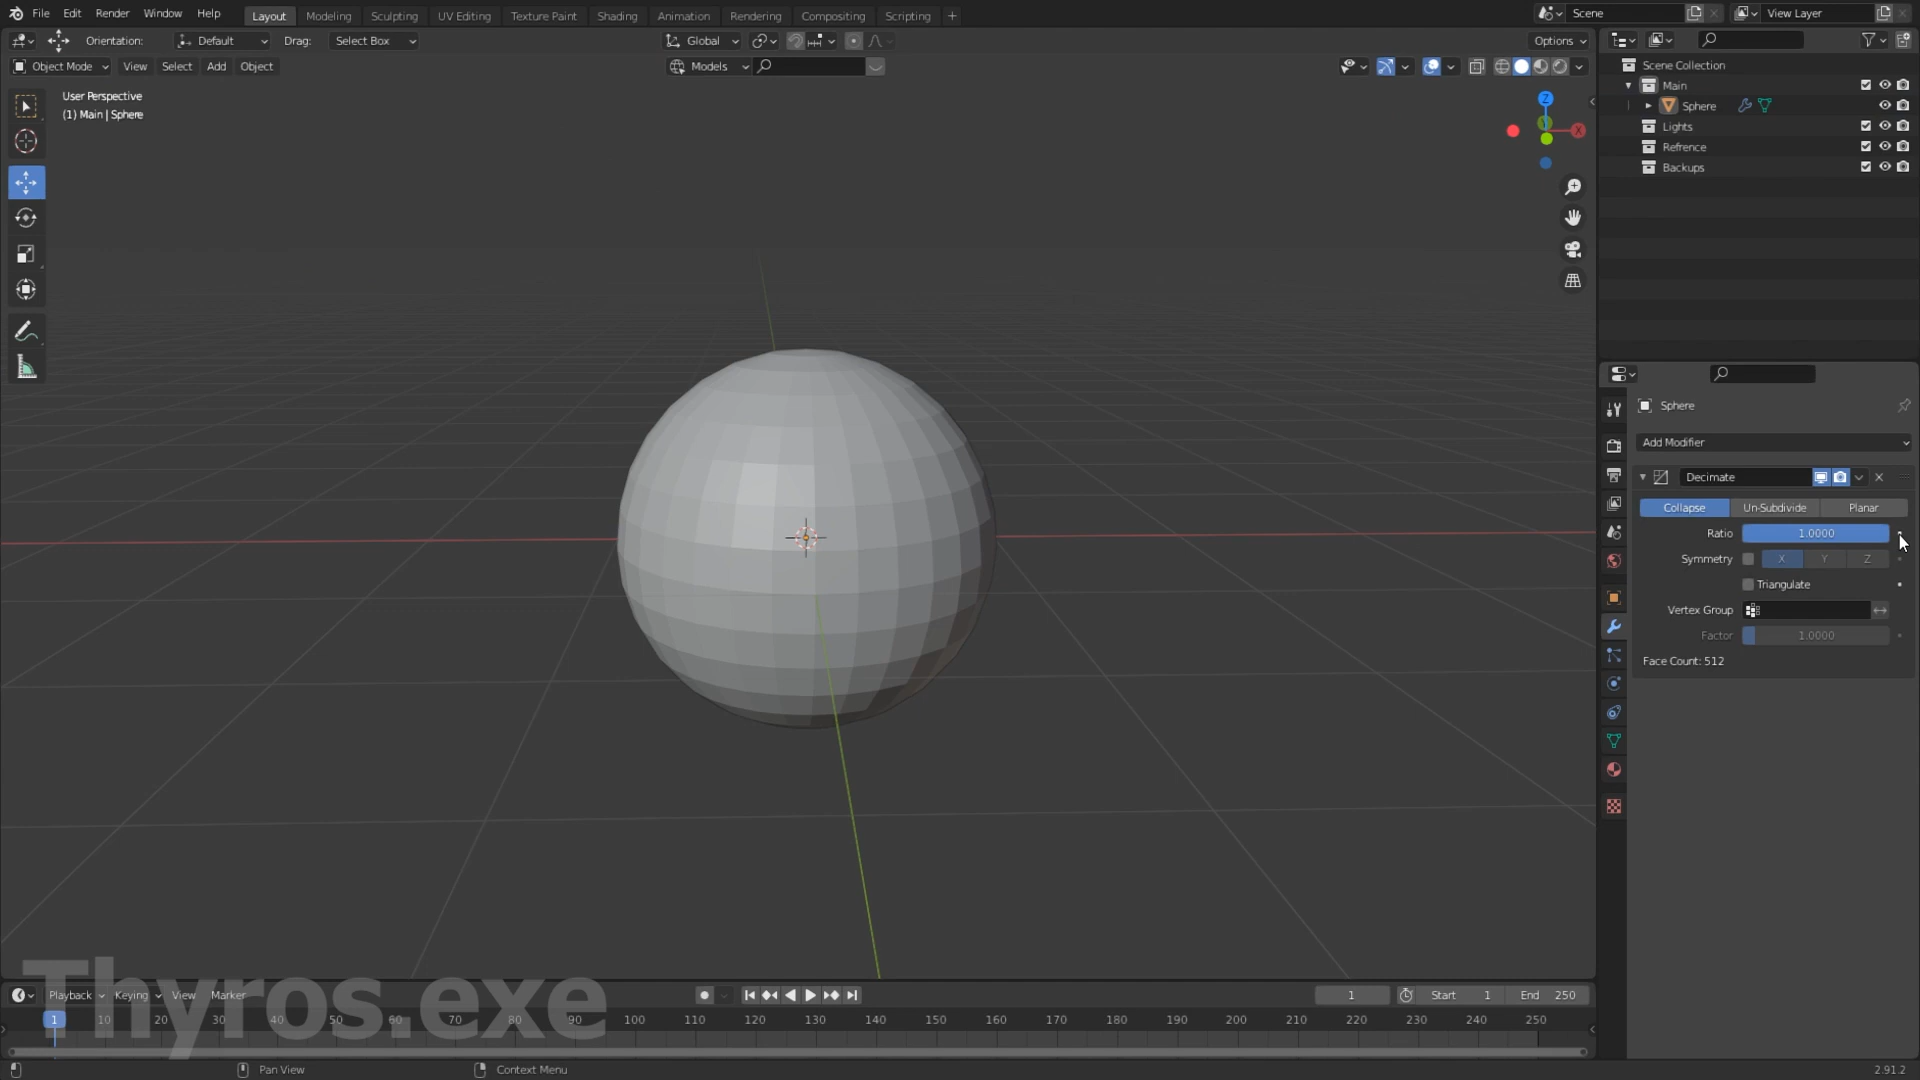 File Edit Render Window Help Layout Modeling Sculpting UV Editing Texture Paint Shading Animation Rendering Compositing Scripting + Scene View Layer
Orientation: Default Drag: Select Box Global Options
Object Mode View Select Add Object Models
User Perspective
(1) Main | Sphere
Z
Y
X
Scene Collection
Main
Sphere
Lights
Refrence
Backups
Sphere
Add Modifier
Decimate
Collapse Un-Subdivide Planar
Ratio 1.0000
Symmetry X Y Z
Triangulate
Vertex Group
Factor 1.0000
Face Count: 512
Thyros.exe
Playback Keying View Marker 1 Start 1 End 250
1 10 20 30 40 50 60 70 80 90 100 110 120 130 140 150 160 170 180 190 200 210 220 230 240 250
Pan View Context Menu 2.91.2